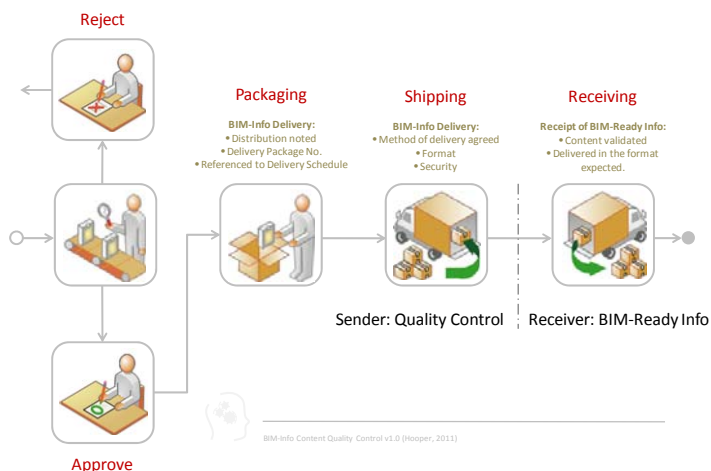 Reject
Packaging
BIM-Info Delivery:
• Distribution noted
• Delivery Package No.
• Referenced to Delivery Schedule
Shipping
BIM-Info Delivery:
• Method of delivery agreed
• Format
• Security
Receiving
Receipt of BIM-Ready Info:
• Content validated
• Delivered in the format
expected.
Sender: Quality Control
Receiver: BIM-Ready Info
BIM-Info Content Quality Control v1.0 (Hooper, 2011)
Approve